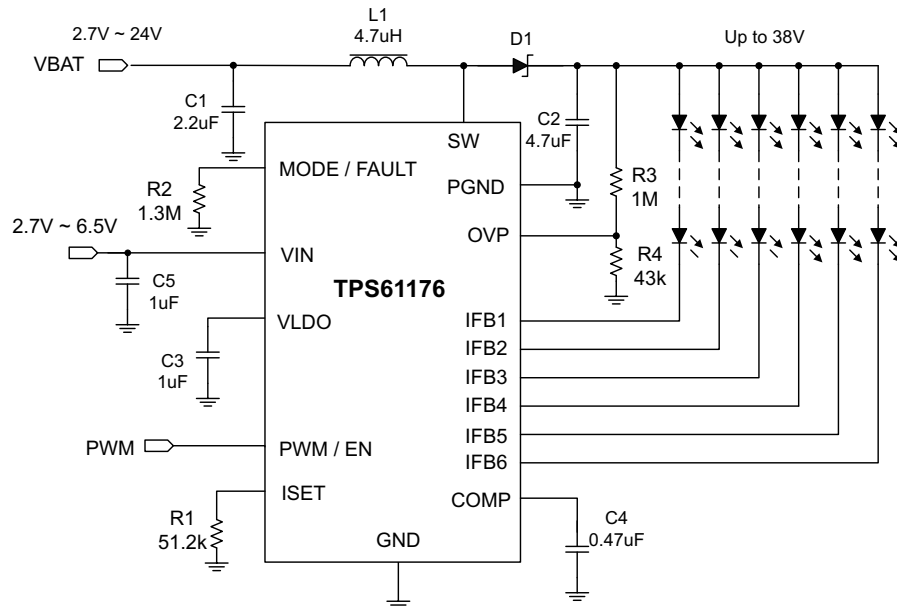 2.7V ~ 24V
VBAT
L1
4.7uH
D1
Up to 38V
C1
2.2uF
C2
4.7uF
SW
MODE / FAULT
R2
1.3M
PGND
R3
1M
2.7V ~ 6.5V
VIN
OVP
R4
43k
C5
1uF
TPS61176
VLDO
C3
1uF
IFB1
IFB2
IFB3
IFB4
IFB5
IFB6
PWM
PWM / EN
ISET
R1
51.2k
COMP
C4
0.47uF
GND